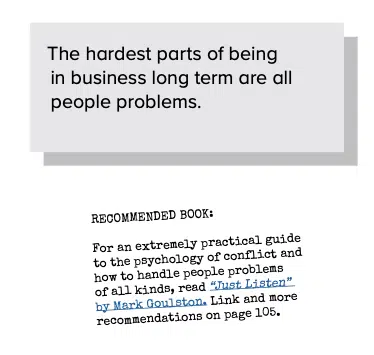 The hardest parts of being
in business long term are all
people problems.
RECOMMENDED BOOK:
For an extremely practical guide
to the psychology of conflict and
how to handle people problems
of all kinds, read “Just Listen”
by Mark Goulston. Link and more
recommendations on page 105.